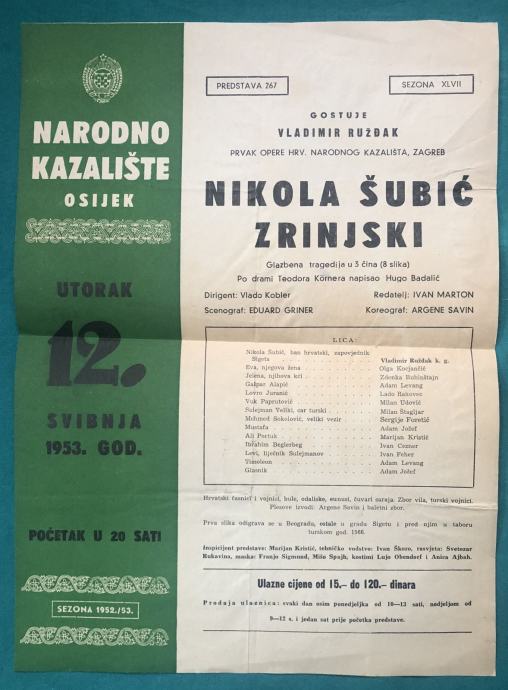 NARODNO
KAZALIŠTE
OSIJEK
UTORAK
12.
SVIBNJA
1953. GOD.
POČETAK U 20 SATI
SEZONA 1952./53.
PREDSTAVA 267
SEZONA XLVII
GOSTUJE
VLADIMIR RUŽĐAK
PRVAK OPERE HRV. NARODNOG KAZALIŠTA, ZAGREB
NIKOLA ŠUBIĆ
ZRINJSKI
Glazbena tragedija u 3 čina (8 slika)
Po drami Teodora Körnera napisao Hugo Badalić
Dirigent: Vlado Kobler Redatelj: IVAN MARTON
Scenograf: EDUARD GRINER Koreograf: ARGENE SAVIN
LICA:
Nikola Šubić, ban hrvatski, zapovjednik
Sigeta Vladimir Ruždak k. g.
Eva, njegova žena Olga Kocjančić
Jelena, njihova kći Zdenka Rubinštajn
Gašpar Alapić Adam Levang
Lovro Juranić Lado Rakovec
Vuk Paprutović Milan Udović
Sulejman Veliki, car turski Milan Štagljar
Mehmed Sokolović, veliki vezir Sergije Foretić
Mustafa Adam Jožef
Ali Portuk Marijan Kristić
Ibrahim Beglerbeg Ivan Cezner
Levi, liječnik Sulejmanov Ivan Feher
Timoleon Adam Levang
Glasnik Adam Jožef
Hrvatski časnici i vojnici, bule, odaliske, eunusi, čuvari saraja. Zbor vila, turski vojnici.
Plesove izvodi: Argene Savin i baletni zbor.
Prva slika odigrava se u Beogradu, ostale u gradu Sigetu i pred njim u taboru
turskom god. 1566.
Inspicijent predstave: Marijan Kristić, tehničko vodstvo: Ivan Škoro, rasvjeta: Svetozar
Rukavina, maska: Franjo Sigmund, Mišo Spajh, kostimi Lujo Obendorf i Anica Ajboh.
Ulazne cijene od 15.— do 120.— dinara
Prodaja ulaznica: svaki dan osim ponedjeljka od 10—13 sati, nedjeljom od
9—12 s. i jedan sat prije početka predstave.